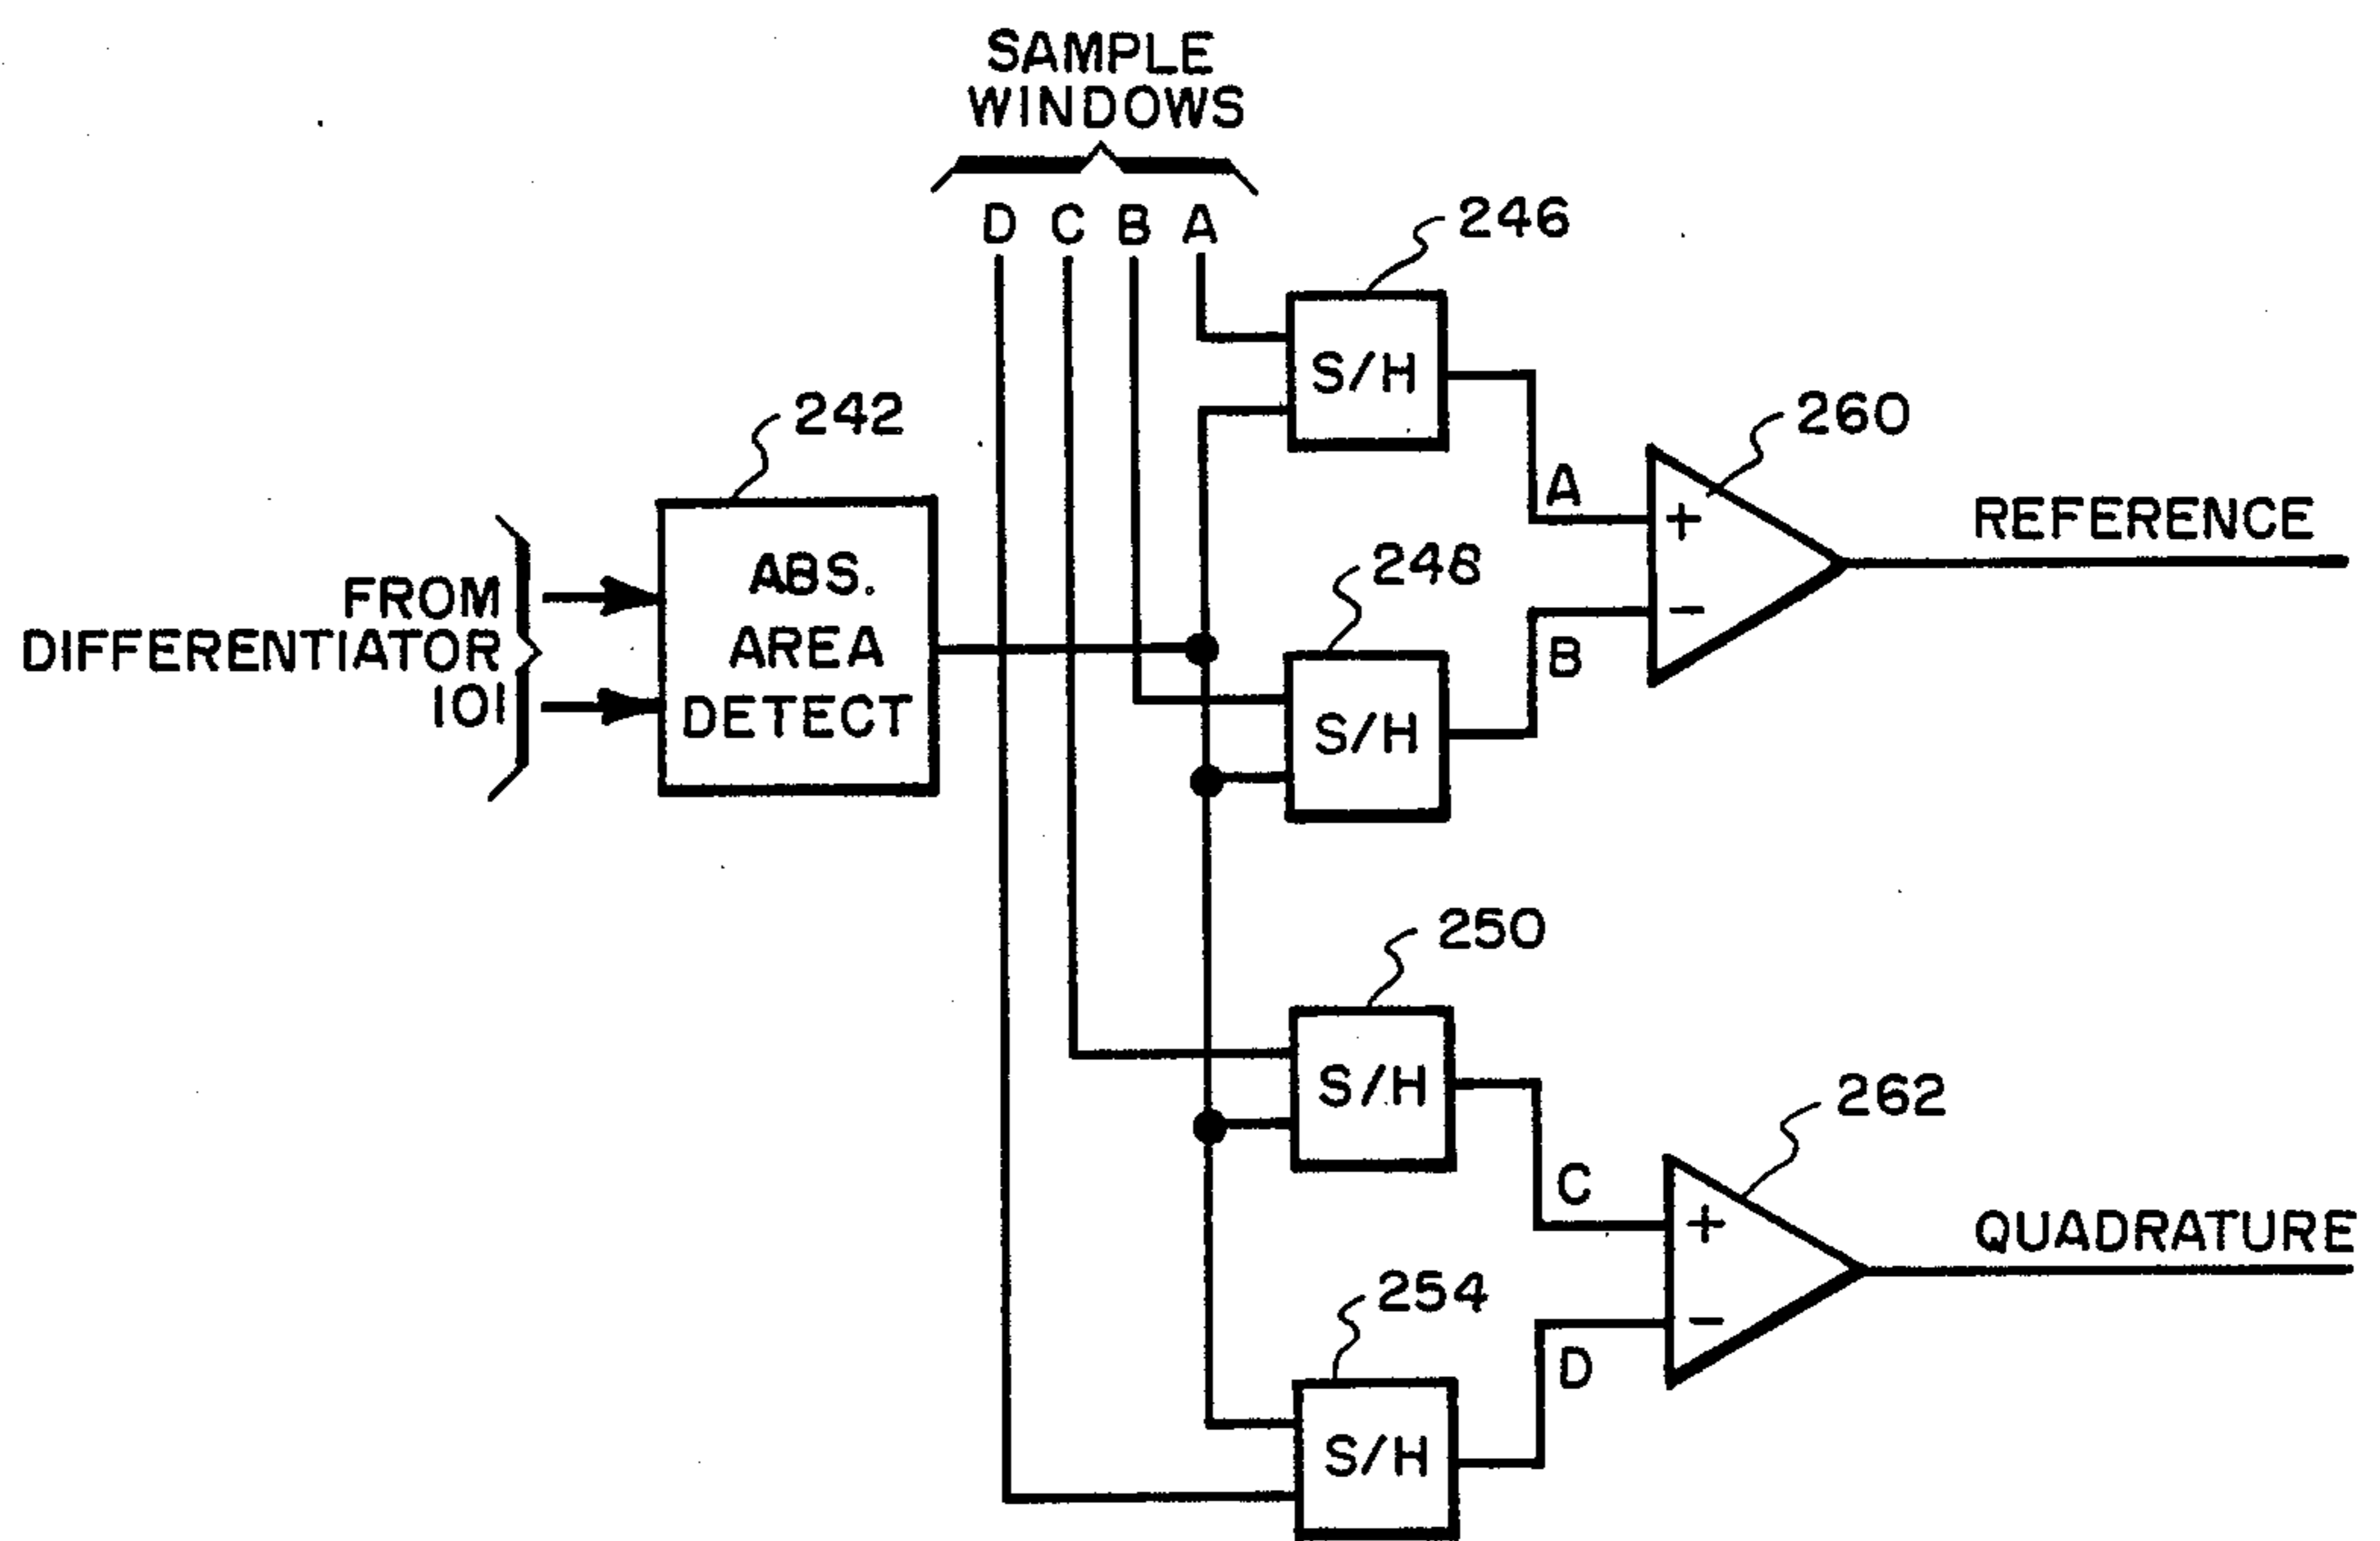 SAMPLE
WINDOWS
D C B A
246
S/H
242
260
A
+
REFERENCE
248
-
B
FROM
DIFFERENTIATOR
101
ABS.
AREA
DETECT
S/H
250
S/H
262
C
+
QUADRATURE
254
-
D
S/H